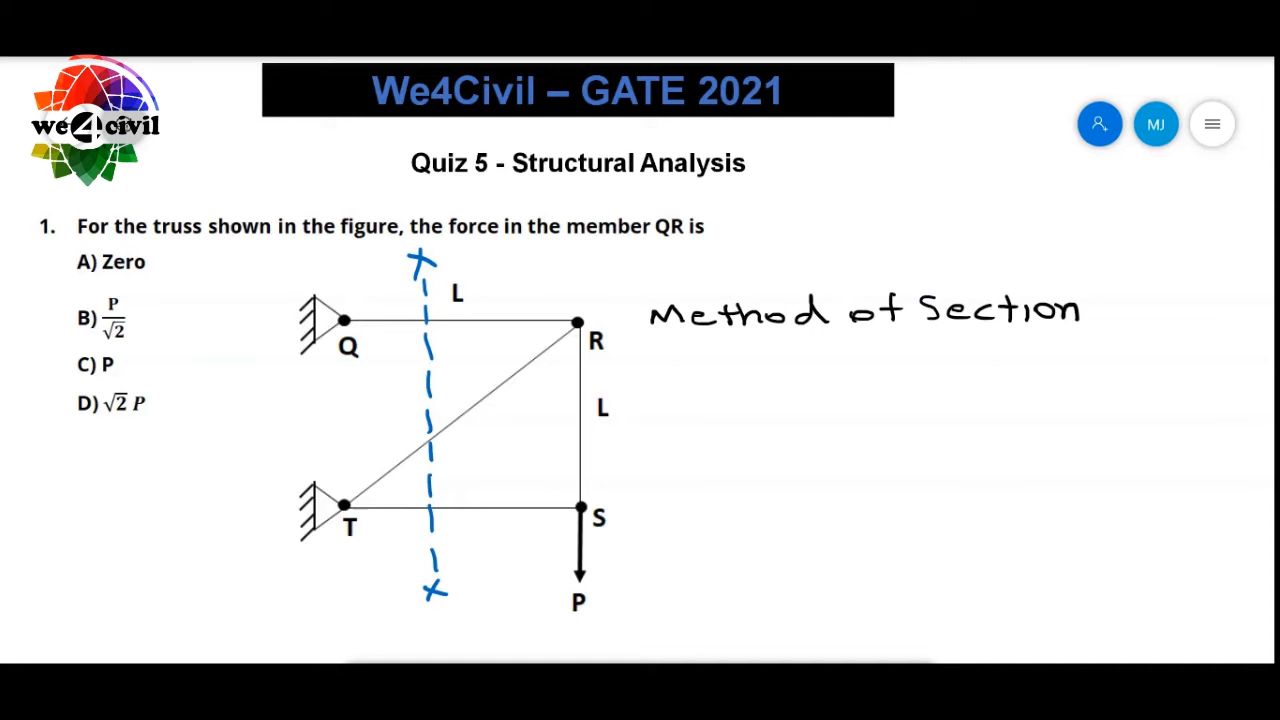 we4civil
We4Civil – GATE 2021
MJ
Quiz 5 - Structural Analysis
1. For the truss shown in the figure, the force in the member QR is
A) Zero
B) P/√2
C) P
D) √2 P
L
Q
R
L
T
S
P
Method of Section